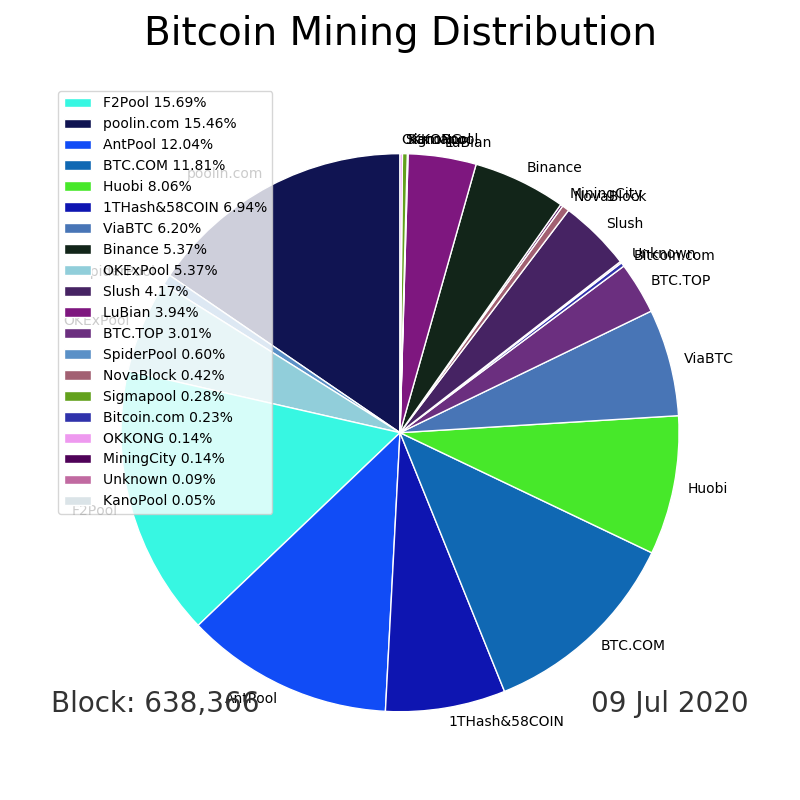 Bitcoin Mining Distribution
F2Pool 15.69%
poolin.com 15.46%
AntPool 12.04%
BTC.COM 11.81%
Huobi 8.06%
1THash&58COIN 6.94%
ViaBTC 6.20%
Binance 5.37%
OKExPool 5.37%
Slush 4.17%
LuBian 3.94%
BTC.TOP 3.01%
SpiderPool 0.60%
NovaBlock 0.42%
Sigmapool 0.28%
Bitcoin.com 0.23%
OKKONG 0.14%
MiningCity 0.14%
Unknown 0.09%
KanoPool 0.05%
LuBian
Binance
MiningCity
NovaBlock
Slush
Unknown
Bitcoin.com
BTC.TOP
ViaBTC
Huobi
BTC.COM
1THash&58COIN
AntPool
F2Pool
OKExPool
poolin.com
Block: 638,366
09 Jul 2020